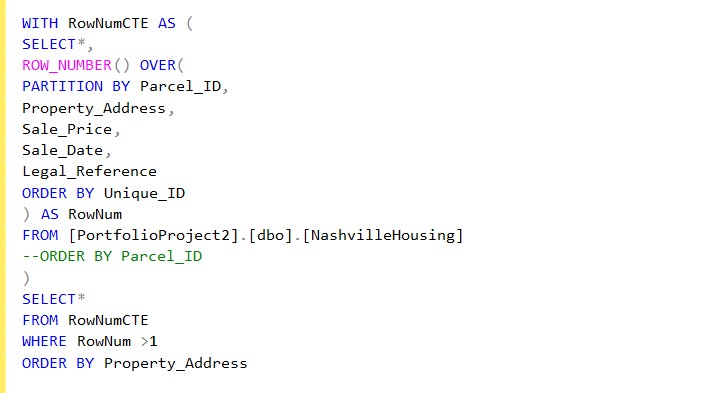 WITH RowNumCTE AS (
SELECT*,
ROW_NUMBER() OVER(
PARTITION BY Parcel_ID,
Property_Address,
Sale_Price,
Sale_Date,
Legal_Reference
ORDER BY Unique_ID
) AS RowNum
FROM [PortfolioProject2].[dbo].[NashvilleHousing]
--ORDER BY Parcel_ID
)
SELECT*
FROM RowNumCTE
WHERE RowNum >1
ORDER BY Property_Address